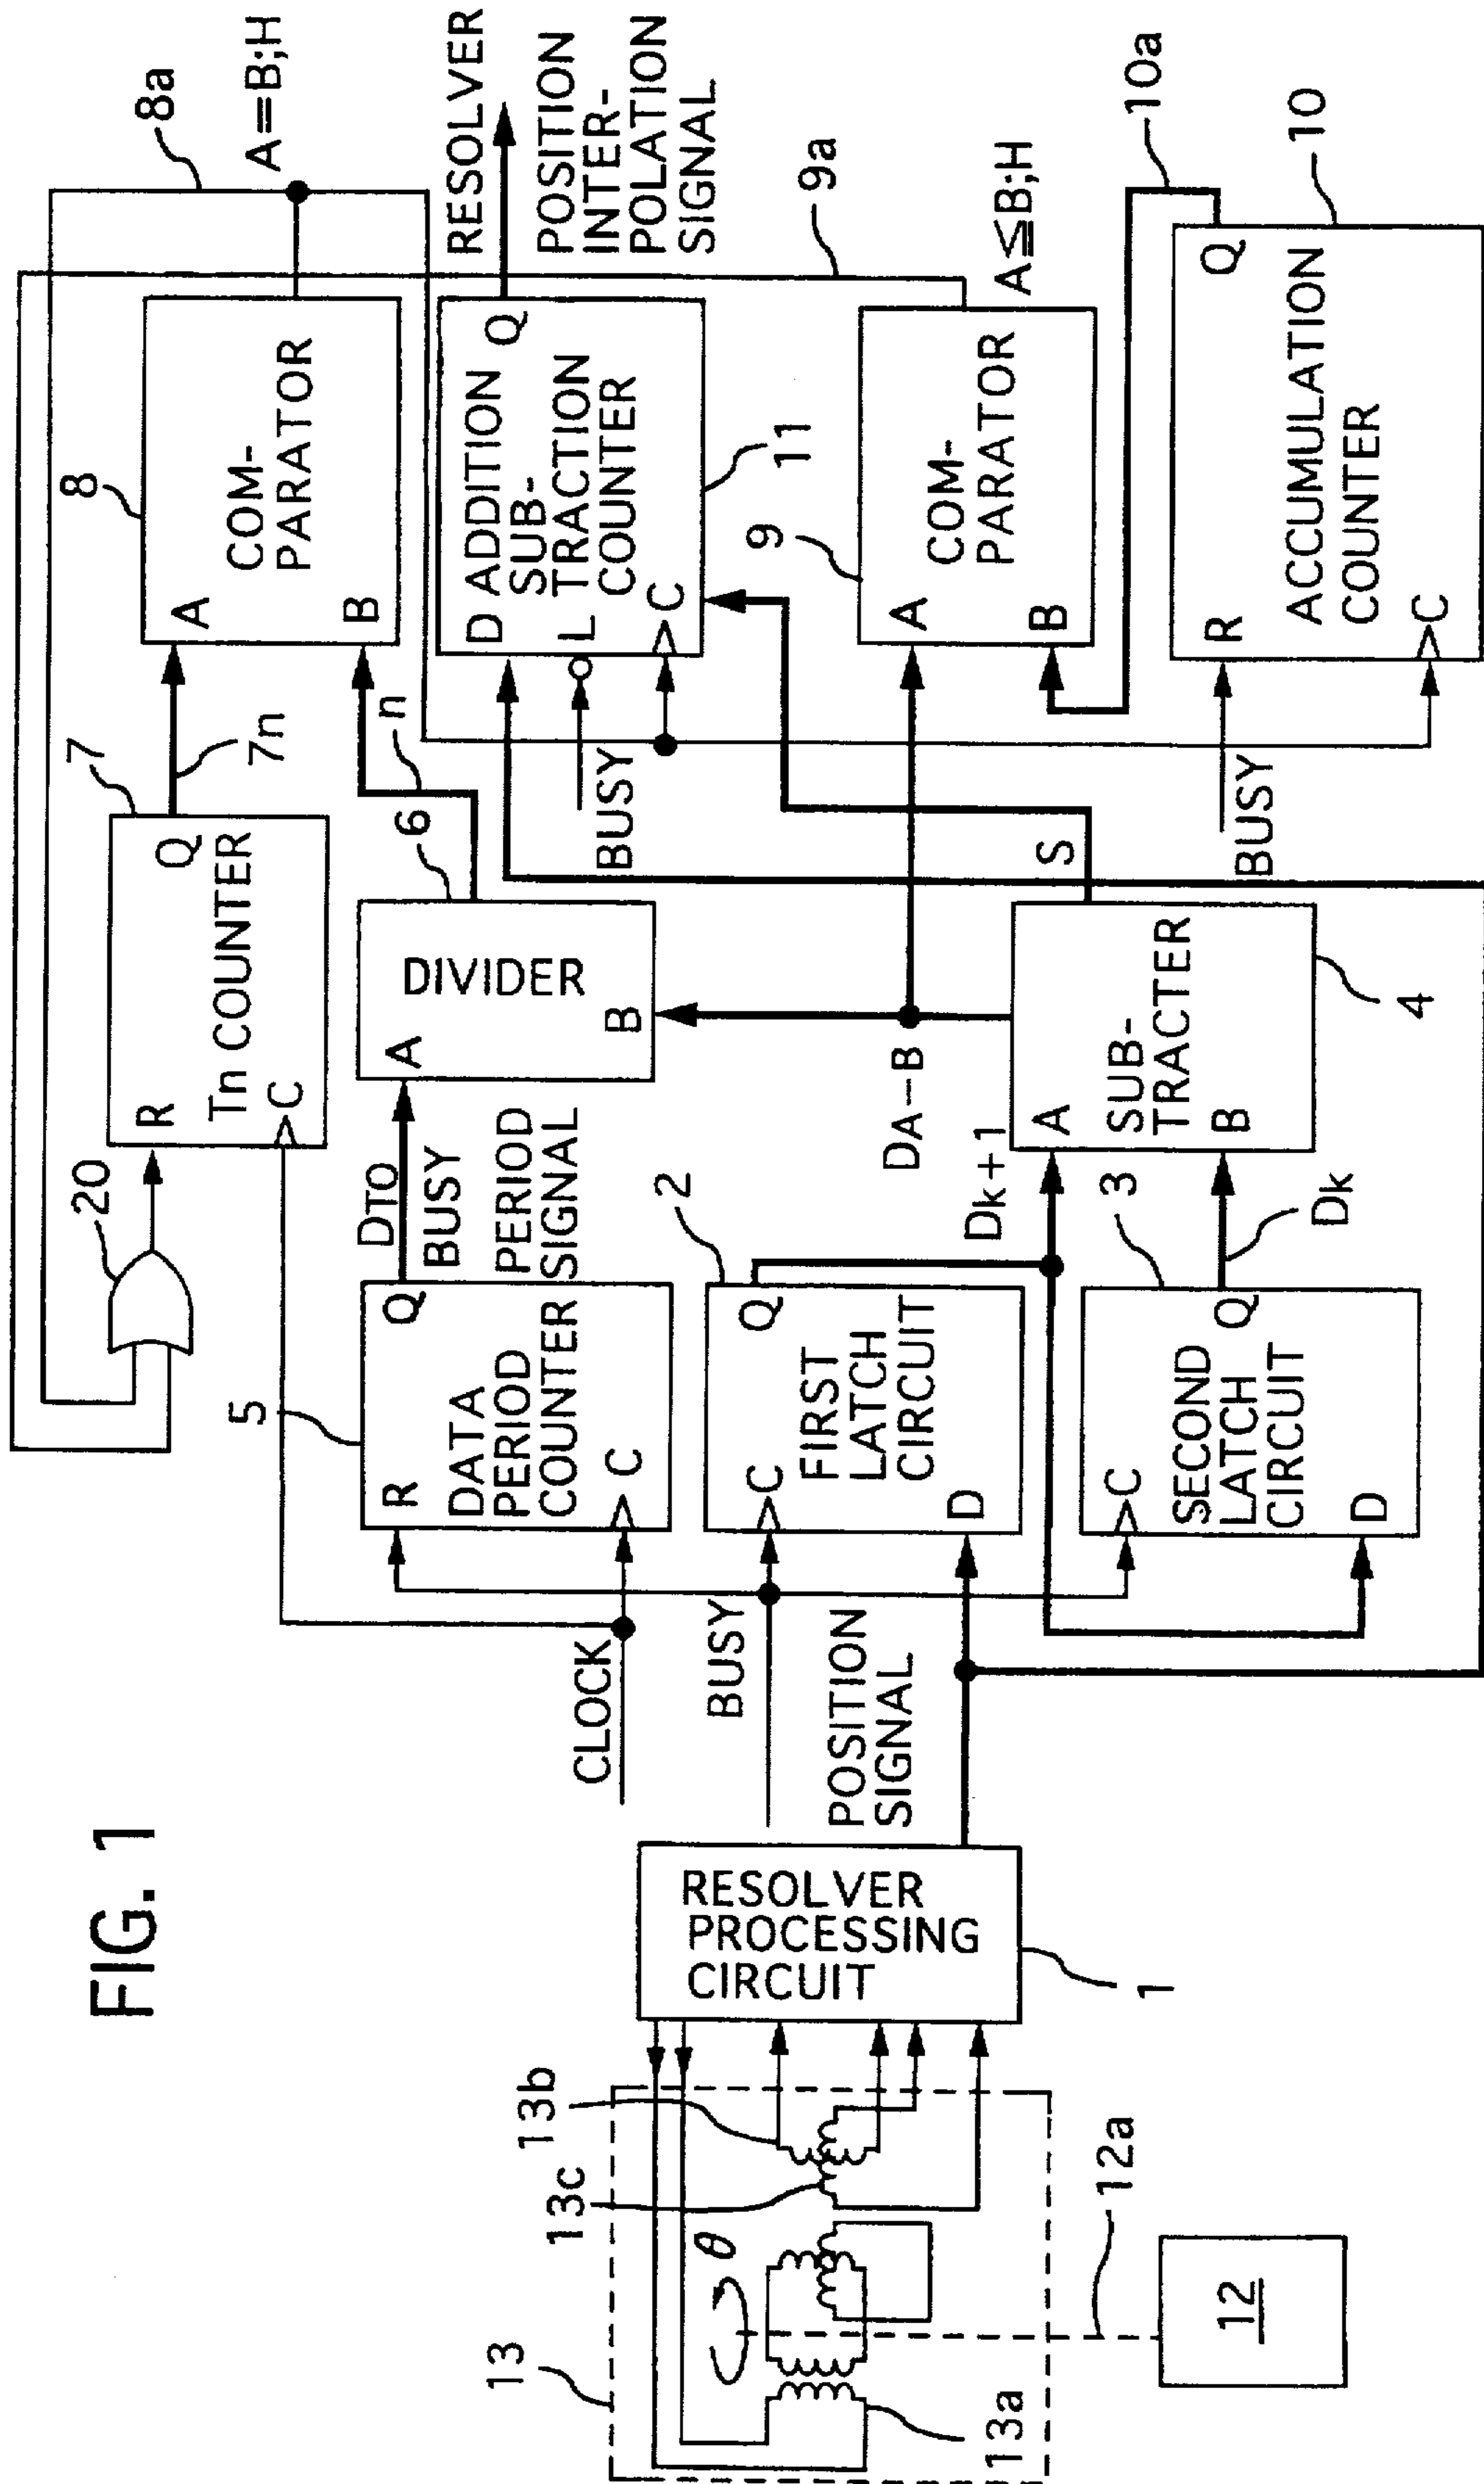 FIG. 1
13
13a
13b
13c
θ
12
12a
RESOLVER
PROCESSING
CIRCUIT
1
CLOCK
BUSY
POSITION
SIGNAL
5
R
Q
DATA
PERIOD
COUNTER
C
DTO
BUSY
PERIOD
SIGNAL
2
C
Q
FIRST
LATCH
CIRCUIT
D
3
C
SECOND
LATCH
CIRCUIT
Q
D
Dk+1
Dk
20
7
R
Q
Tn COUNTER
C
7n
6
A
DIVIDER
B
n
DA-B
A
SUB-
TRACTER
B
S
4
8
A
COM-
PARATOR
B
8a
A=B;H
BUSY
D ADDITION
SUB-
L TRACTION
COUNTER
C
Q
11
RESOLVER
POSITION
INTER-
POLATION
SIGNAL
9
A
COM-
PARATOR
B
9a
A≦B;H
10a
BUSY
R
Q
ACCUMULATION
COUNTER
C
10